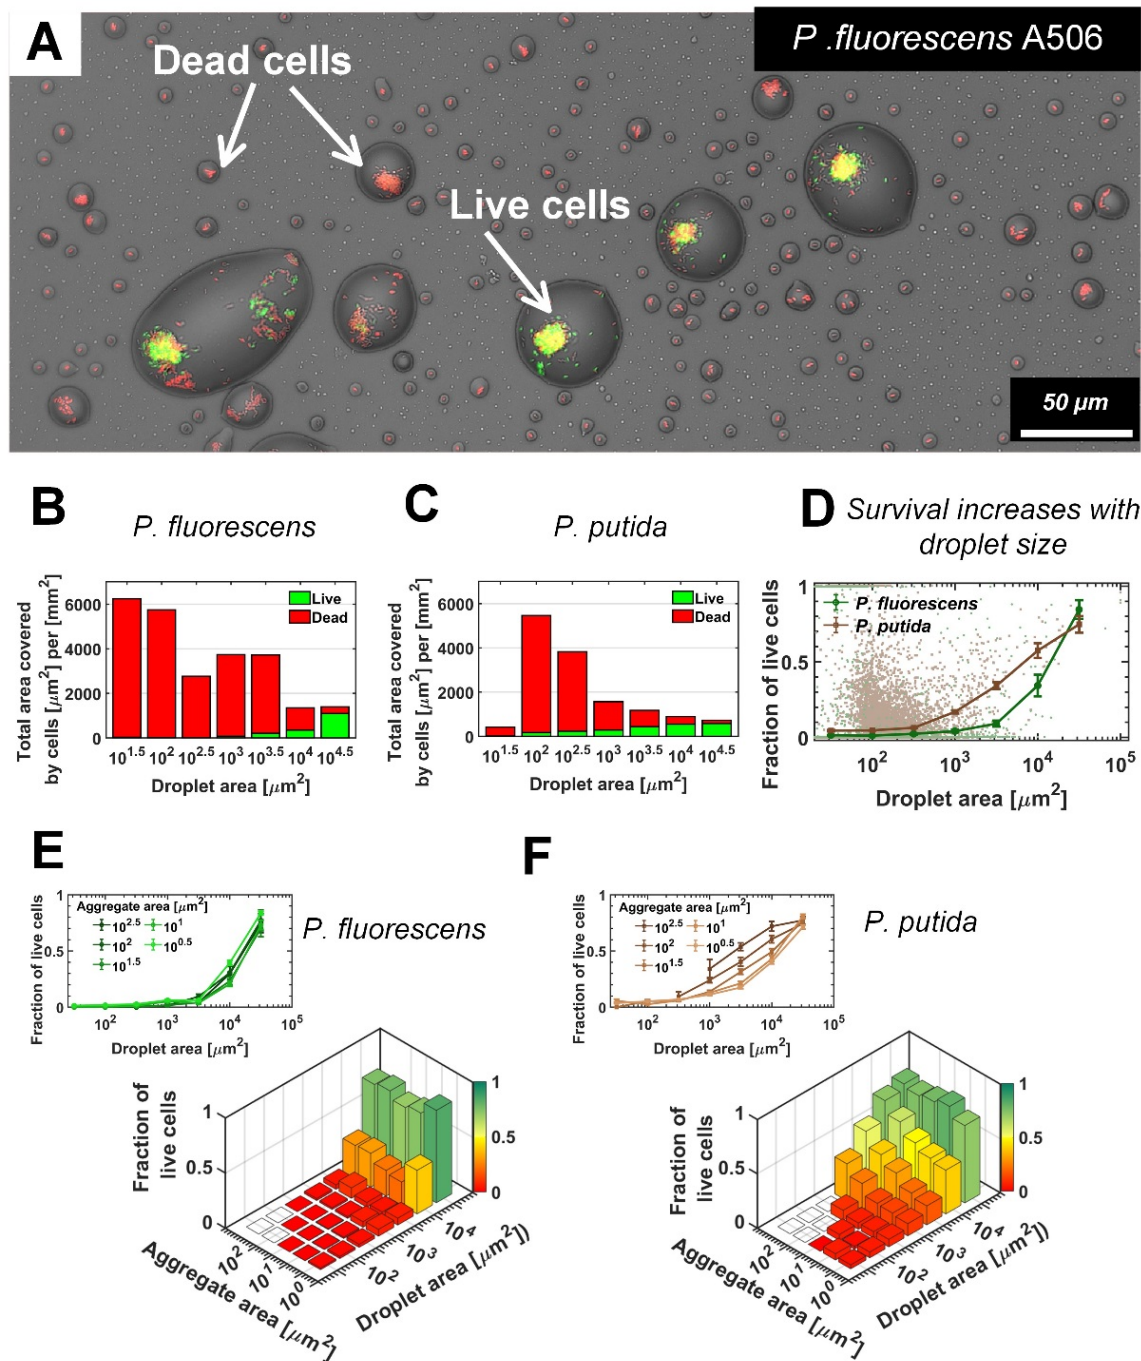 A
P .fluorescens A506
Dead cells
Live cells
50 µm
B
P. fluorescens
Total area covered
by cells [µm²] per [mm²]
6000
4000
2000
0
Live
Dead
10^1.5 10^2 10^2.5 10^3 10^3.5 10^4 10^4.5
Droplet area [µm²]
C
P. putida
Total area covered
by cells [µm²] per [mm²]
6000
4000
2000
0
Live
Dead
10^1.5 10^2 10^2.5 10^3 10^3.5 10^4 10^4.5
Droplet area [µm²]
D
Survival increases with
droplet size
Fraction of live cells
1
0.5
0
P. fluorescens
P. putida
10^2 10^3 10^4 10^5
Droplet area [µm²]
E
P. fluorescens
Fraction of live cells
1
0.5
0
Aggregate area [µm²]
10^2.5 10^1
10^2 10^0.5
10^1.5
10^2 10^3 10^4 10^5
Droplet area [µm²]
Fraction of
live cells
1
0.5
0
1
0.5
0
10^2 10^1 10^0
Aggregate area [µm²]
10^2 10^3 10^4
Droplet area [µm²])
F
P. putida
Fraction of live cells
1
0.5
0
Aggregate area [µm²]
10^2.5 10^1
10^2 10^0.5
10^1.5
10^2 10^3 10^4 10^5
Droplet area [µm²]
Fraction of
live cells
1
0.5
0
1
0.5
0
10^2 10^1 10^0
Aggregate area [µm²]
10^2 10^3 10^4
Droplet area [µm²])